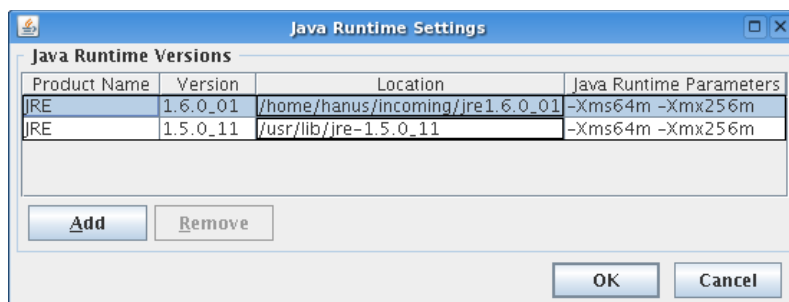 Java Runtime Settings
Java Runtime Versions
Product Name Version Location Java Runtime Parameters
JRE 1.6.0_01 /home/hanus/incoming/jre1.6.0_01 -Xms64m -Xmx256m
JRE 1.5.0_11 /usr/lib/jre-1.5.0_11 -Xms64m -Xmx256m
Add Remove
OK Cancel